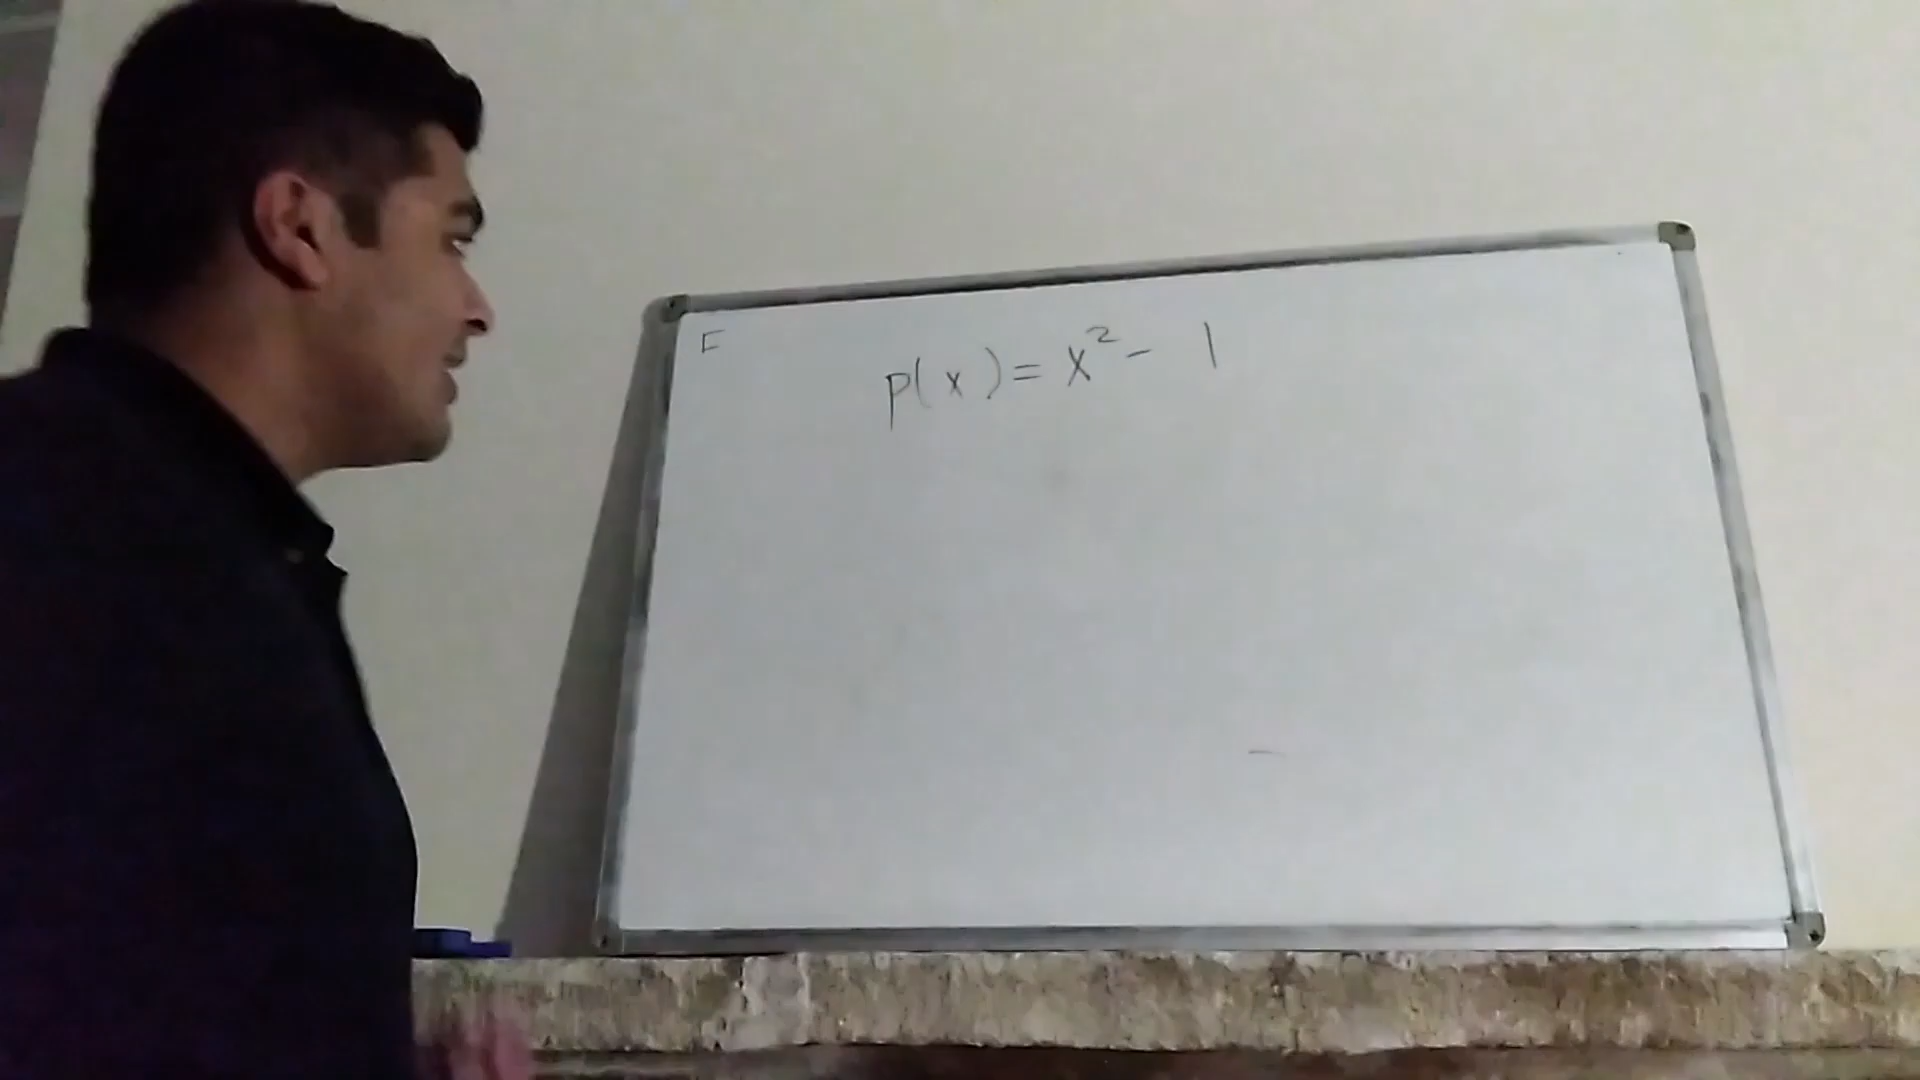 F
p(x) = x² - 1